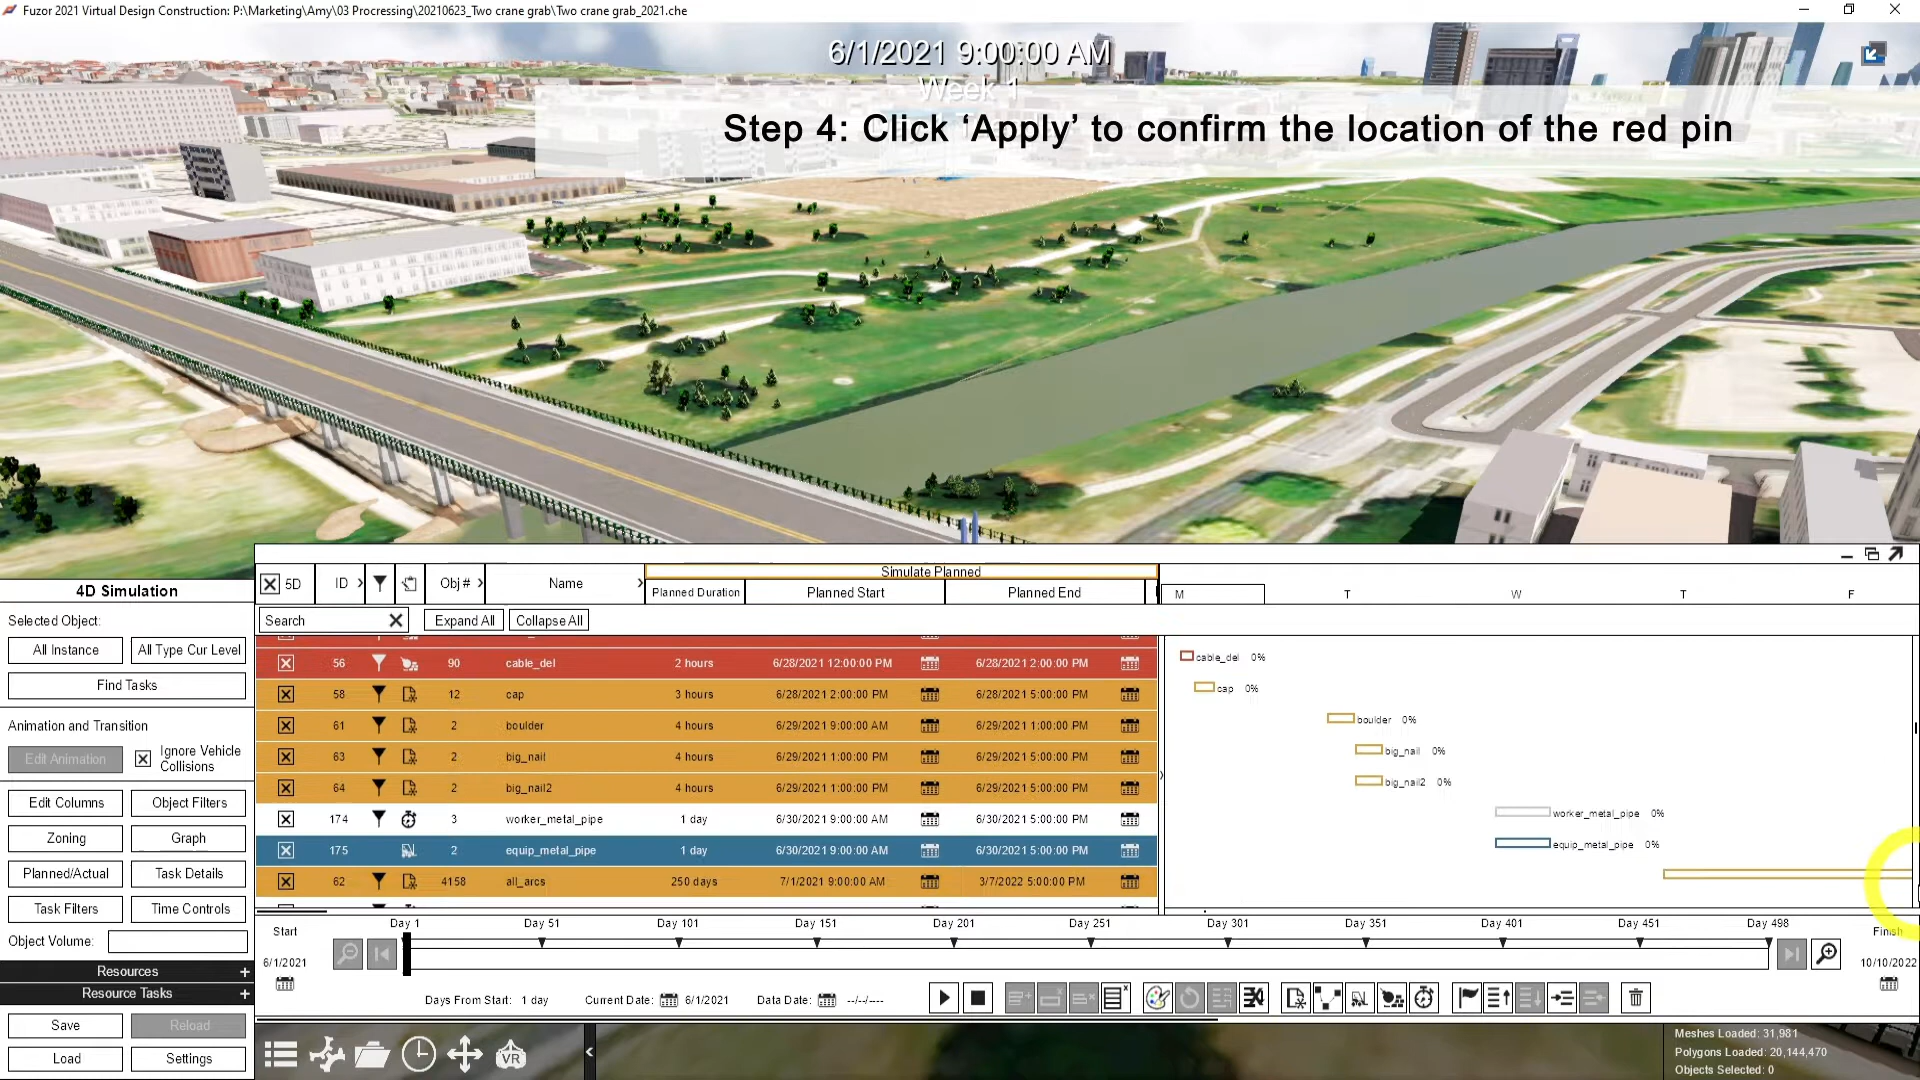 Fuzor 2021 Virtual Design Construction: P:\Marketing\Amy\03 Procressing\20210623_Two crane grab\Two crane grab_2021.che
6/1/2021 9:00:00 AM
Week 1
Step 4: Click ‘Apply’ to confirm the location of the red pin
4D Simulation
Selected Object:
All Instance All Type Cur Level
Find Tasks
Animation and Transition
Edit Animation Ignore Vehicle Collisions
Edit Columns Object Filters
Zoning Graph
Planned/Actual Task Details
Task Filters Time Controls
Object Volume:
Resources +
Resource Tasks +
Save Reload
Load Settings
Simulate Planned
5D ID > Obj # > Name > Planned Duration Planned Start Planned End M T W T F
Search Expand All Collapse All
56 90 cable_del 2 hours 6/28/2021 12:00:00 PM 6/28/2021 2:00:00 PM cable_del 0%
58 12 cap 3 hours 6/28/2021 2:00:00 PM 6/28/2021 5:00:00 PM cap 0%
61 2 boulder 4 hours 6/29/2021 9:00:00 AM 6/29/2021 1:00:00 PM boulder 0%
63 2 big_nail 4 hours 6/29/2021 1:00:00 PM 6/29/2021 5:00:00 PM big_nail 0%
64 2 big_nail2 4 hours 6/29/2021 1:00:00 PM 6/29/2021 5:00:00 PM big_nail2 0%
174 3 worker_metal_pipe 1 day 6/30/2021 9:00:00 AM 6/30/2021 5:00:00 PM worker_metal_pipe 0%
175 2 equip_metal_pipe 1 day 6/30/2021 9:00:00 AM 6/30/2021 5:00:00 PM equip_metal_pipe 0%
62 4158 all_arcs 250 days 7/1/2021 9:00:00 AM 3/7/2022 5:00:00 PM
Start Day 1 Day 51 Day 101 Day 151 Day 201 Day 251 Day 301 Day 351 Day 401 Day 451 Day 498 Finish
6/1/2021 10/10/2022
Days From Start: 1 day Current Date: 6/1/2021 Data Date: --/--/----
VR <
Meshes Loaded: 31,981
Polygons Loaded: 20,144,470
Objects Selected: 0